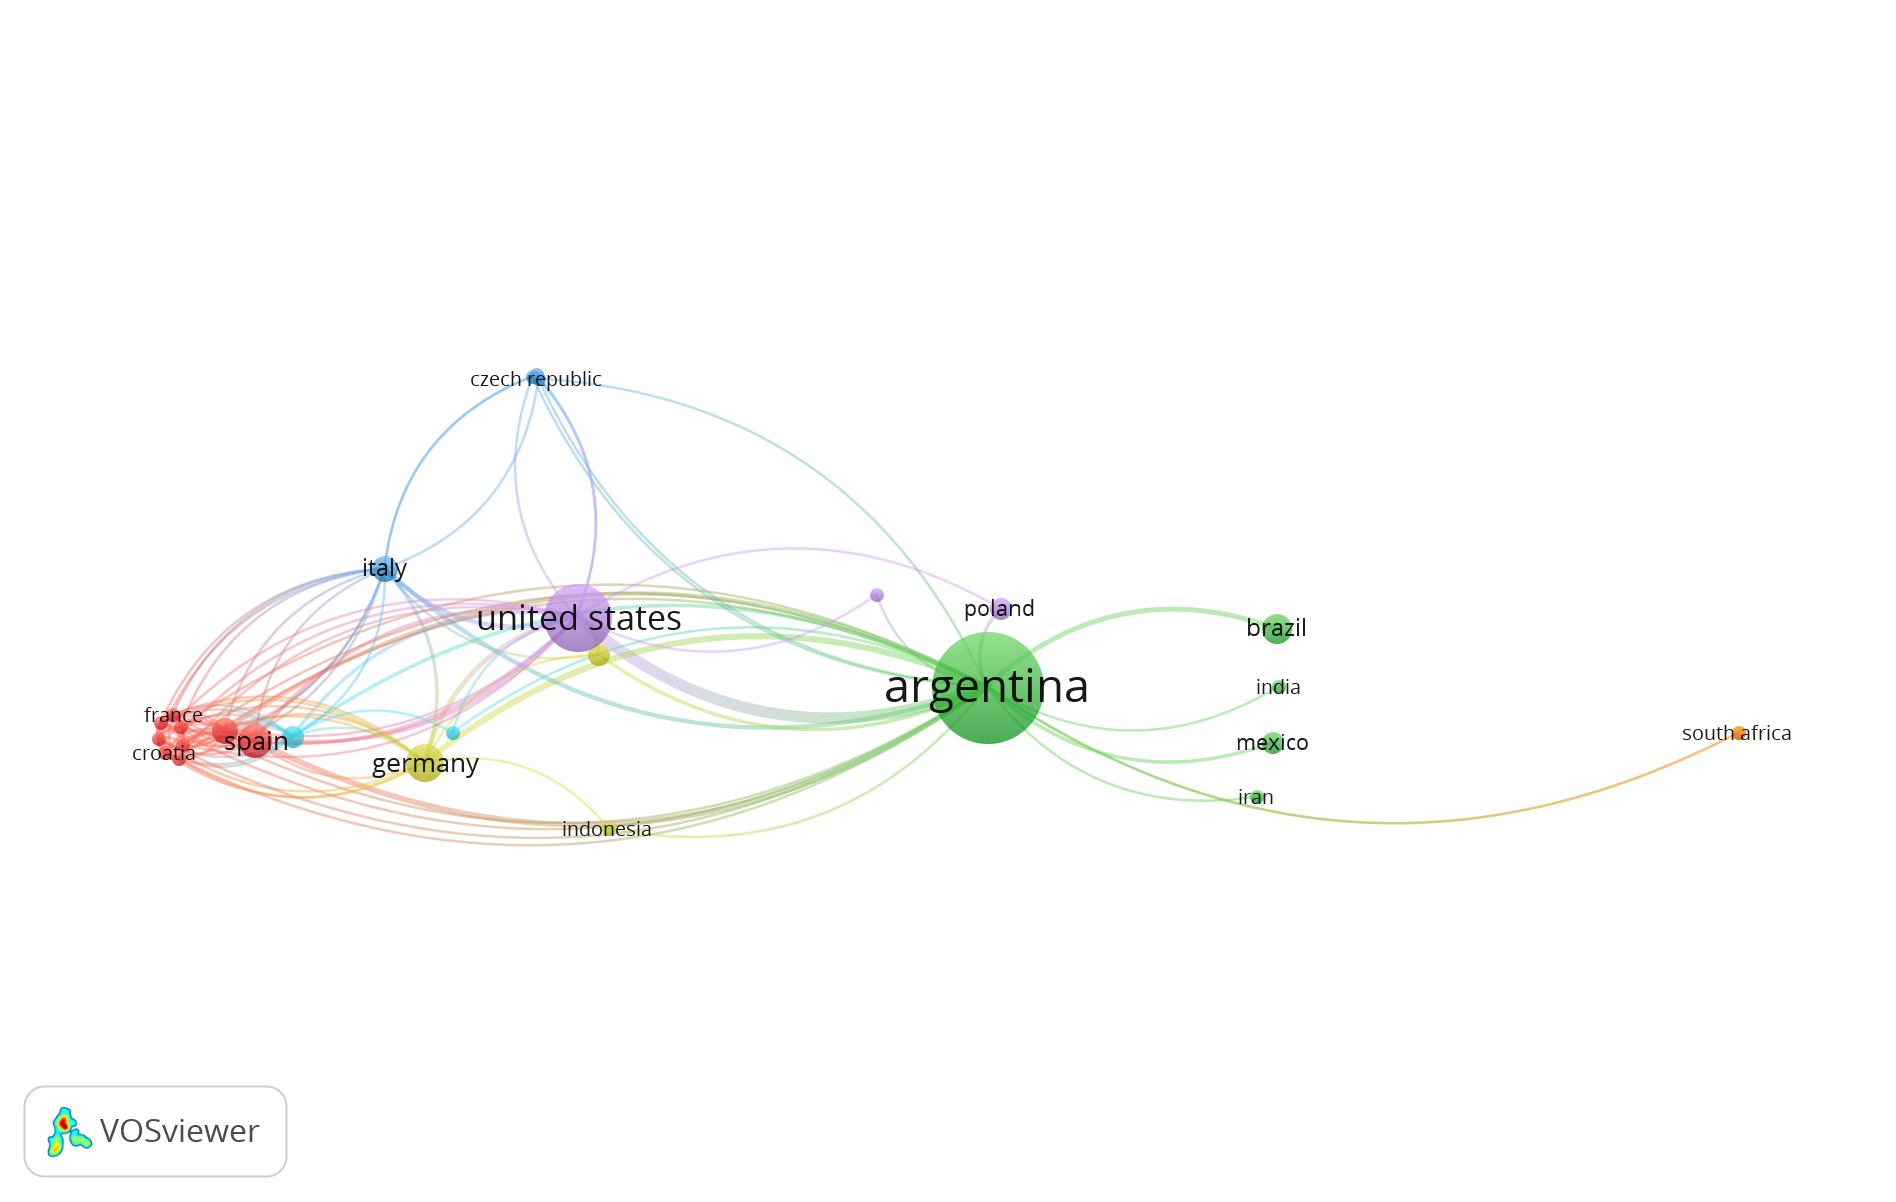 czech republic
italy
united states
poland
brazil
argentina
india
france
spain
croatia
mexico
south africa
germany
iran
indonesia
VOSviewer